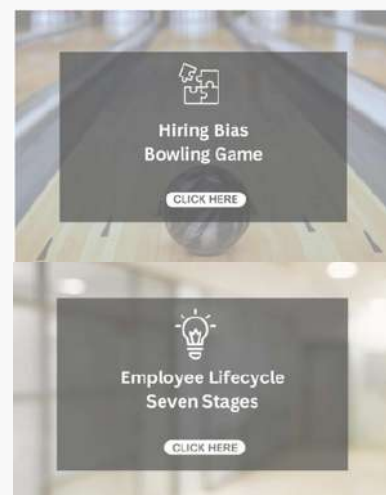 Hiring Bias
Bowling Game
CLICK HERE
Employee Lifecycle
Seven Stages
CLICK HERE